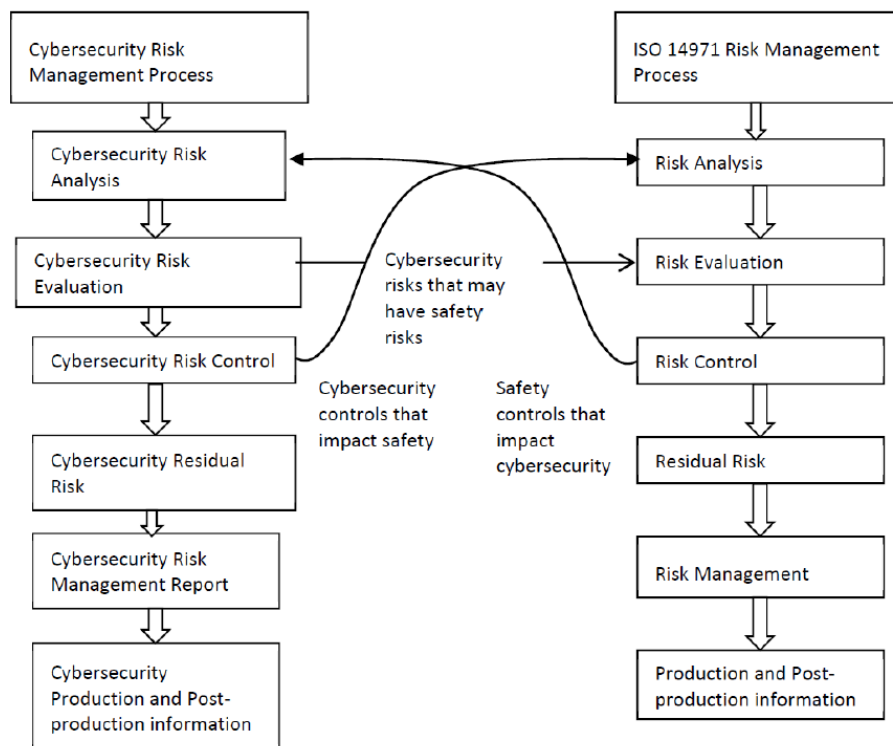 Cybersecurity Risk
Management Process
ISO 14971 Risk Management
Process
Cybersecurity Risk
Analysis
Risk Analysis
Cybersecurity Risk
Evaluation
Cybersecurity
risks that may
have safety
risks
Risk Evaluation
Cybersecurity Risk Control
Risk Control
Cybersecurity
controls that
impact safety
Safety
controls that
impact
cybersecurity
Cybersecurity Residual
Risk
Residual Risk
Cybersecurity Risk
Management Report
Risk Management
Cybersecurity
Production and Post-
production information
Production and Post-
production information